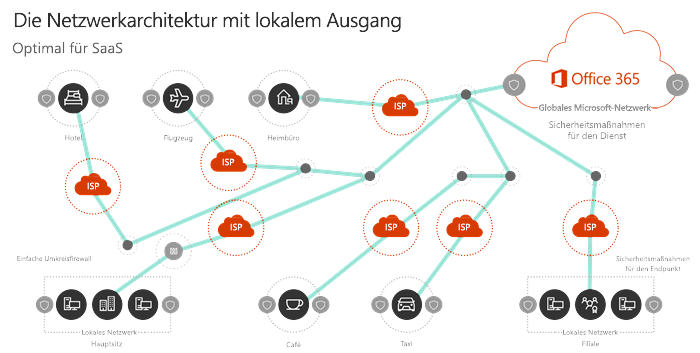 Die Netzwerkarchitektur mit lokalem Ausgang
Optimal für SaaS
Office 365
Globales Microsoft-Netzwerk
Sicherheitsmaßnahmen
für den Dienst
ISP
Hotel
Flugzeug
Heimbüro
ISP
ISP
ISP
ISP
ISP
ISP
Einfache Umkreisfirewall
Sicherheitsmaßnahmen
für den Endpunkt
Lokales Netzwerk
Hauptsitz
Café
Taxi
Lokales Netzwerk
Filiale